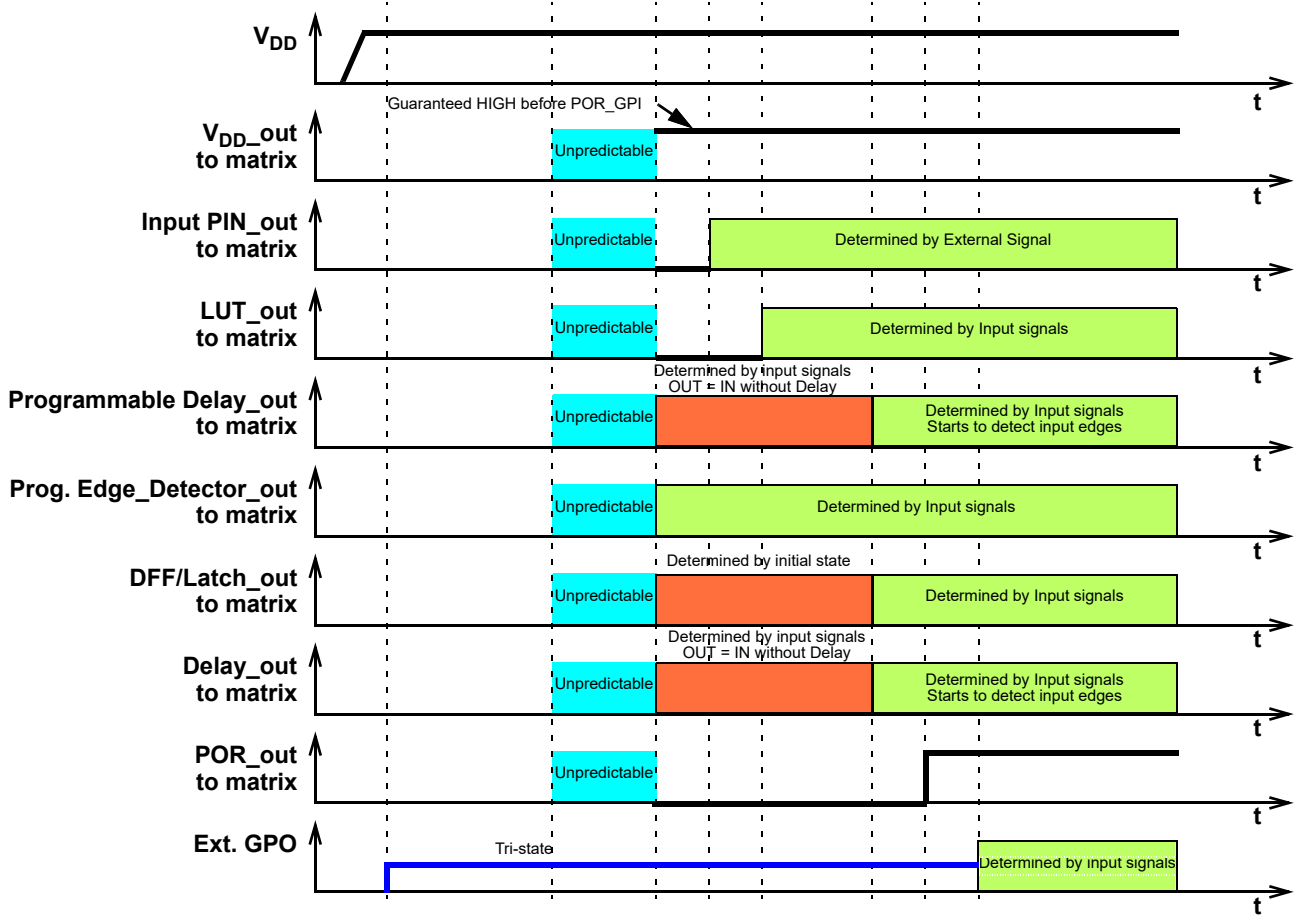 VDD
t
Guaranteed HIGH before POR_GPI
VDD_out
to matrix
Unpredictable
t
Input PIN_out
to matrix
Unpredictable
Determined by External Signal
t
LUT_out
to matrix
Unpredictable
Determined by Input signals
t
Determined by input signals
OUT = IN without Delay
Programmable Delay_out
to matrix
Unpredictable
Determined by Input signals
Starts to detect input edges
t
Prog. Edge_Detector_out
to matrix
Unpredictable
Determined by Input signals
t
Determined by initial state
DFF/Latch_out
to matrix
Unpredictable
Determined by Input signals
t
Determined by input signals
OUT = IN without Delay
Delay_out
to matrix
Unpredictable
Determined by Input signals
Starts to detect input edges
t
POR_out
to matrix
Unpredictable
t
Ext. GPO
Tri-state
Determined by input signals
t